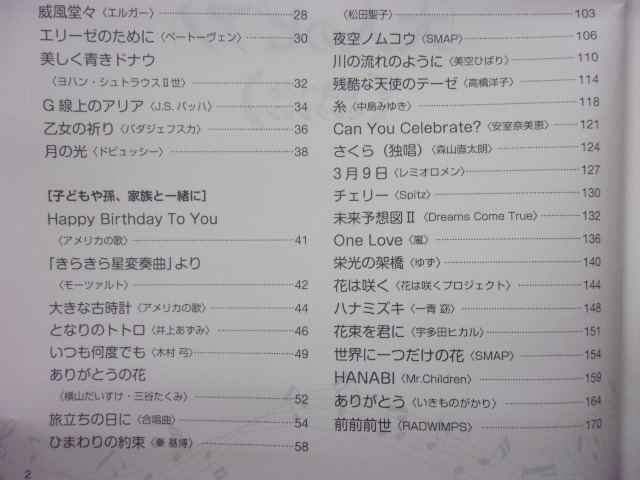 威風堂々〈エルガー〉 28
エリーゼのために〈ベートーヴェン〉 30
美しく青きドナウ
〈ヨハン・シュトラウスⅡ世〉 32
G線上のアリア〈J.S. バッハ〉 34
乙女の祈り〈バダジェフスカ〉 36
月の光〈ドビュッシー〉 38
[子どもや孫、家族と一緒に]
Happy Birthday To You
〈アメリカの歌〉 41
「きらきら星変奏曲」より
〈モーツァルト〉 42
大きな古時計〈アメリカの歌〉 44
となりのトトロ〈井上あずみ〉 46
いつも何度でも〈木村 弓〉 49
ありがとうの花
〈横山だいすけ・三谷たくみ〉 52
旅立ちの日に〈合唱曲〉 54
ひまわりの約束〈秦 基博〉 58
2
〈松田聖子〉 103
夜空ノムコウ〈SMAP〉 106
川の流れのように〈美空ひばり〉 110
残酷な天使のテーゼ〈高橋洋子〉 114
糸〈中島みゆき〉 118
Can You Celebrate?〈安室奈美恵〉 121
さくら（独唱）〈森山直太朗〉 124
3月9日〈レミオロメン〉 127
チェリー〈Spitz〉 130
未来予想図Ⅱ〈Dreams Come True〉 132
One Love〈嵐〉 136
栄光の架橋〈ゆず〉 140
花は咲く〈花は咲くプロジェクト〉 144
ハナミズキ〈一青 窈〉 148
花束を君に〈宇多田ヒカル〉 151
世界に一つだけの花〈SMAP〉 154
HANABI〈Mr.Children〉 159
ありがとう〈いきものがかり〉 164
前前前世〈RADWIMPS〉 170